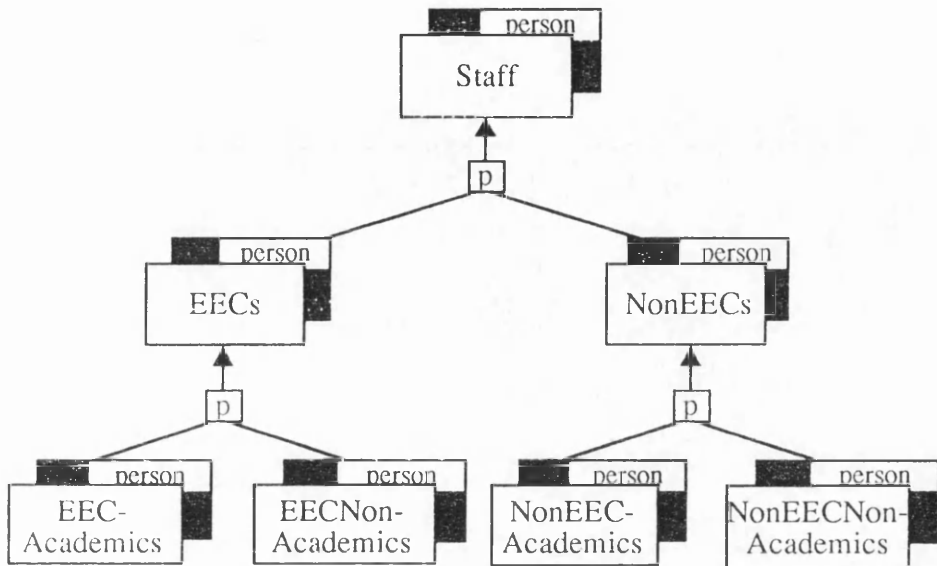 person
Staff
p
person
person
EECs
NonEECs
p
p
person
person
person
person
EEC-
Academics
EECNon-
Academics
NonEEC-
Academics
NonEECNon-
Academics